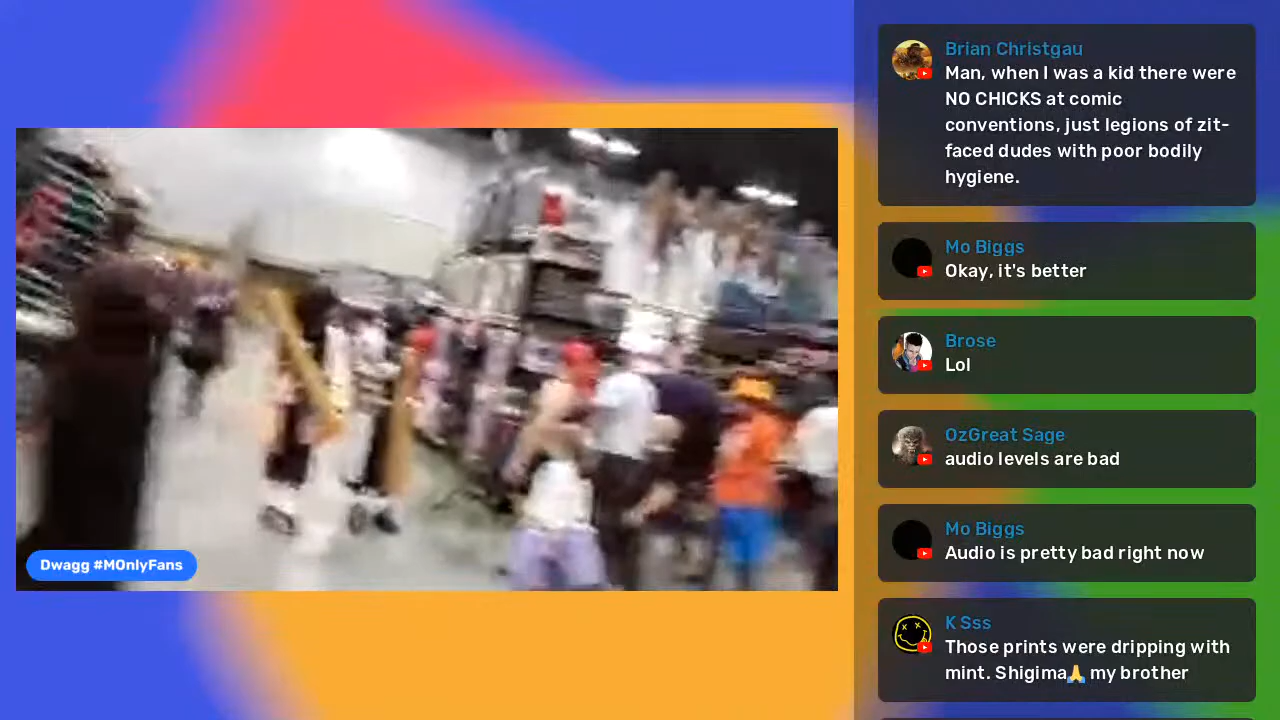 Brian Christgau
Man, when I was a kid there were
NO CHICKS at comic
conventions, just legions of zit-
faced dudes with poor bodily
hygiene.
Mo Biggs
Okay, it's better
Brose
Lol
OzGreat Sage
audio levels are bad
Mo Biggs
Audio is pretty bad right now
K Sss
Those prints were dripping with
mint. Shigima🙏 my brother
Dwagg #MOnlyFans